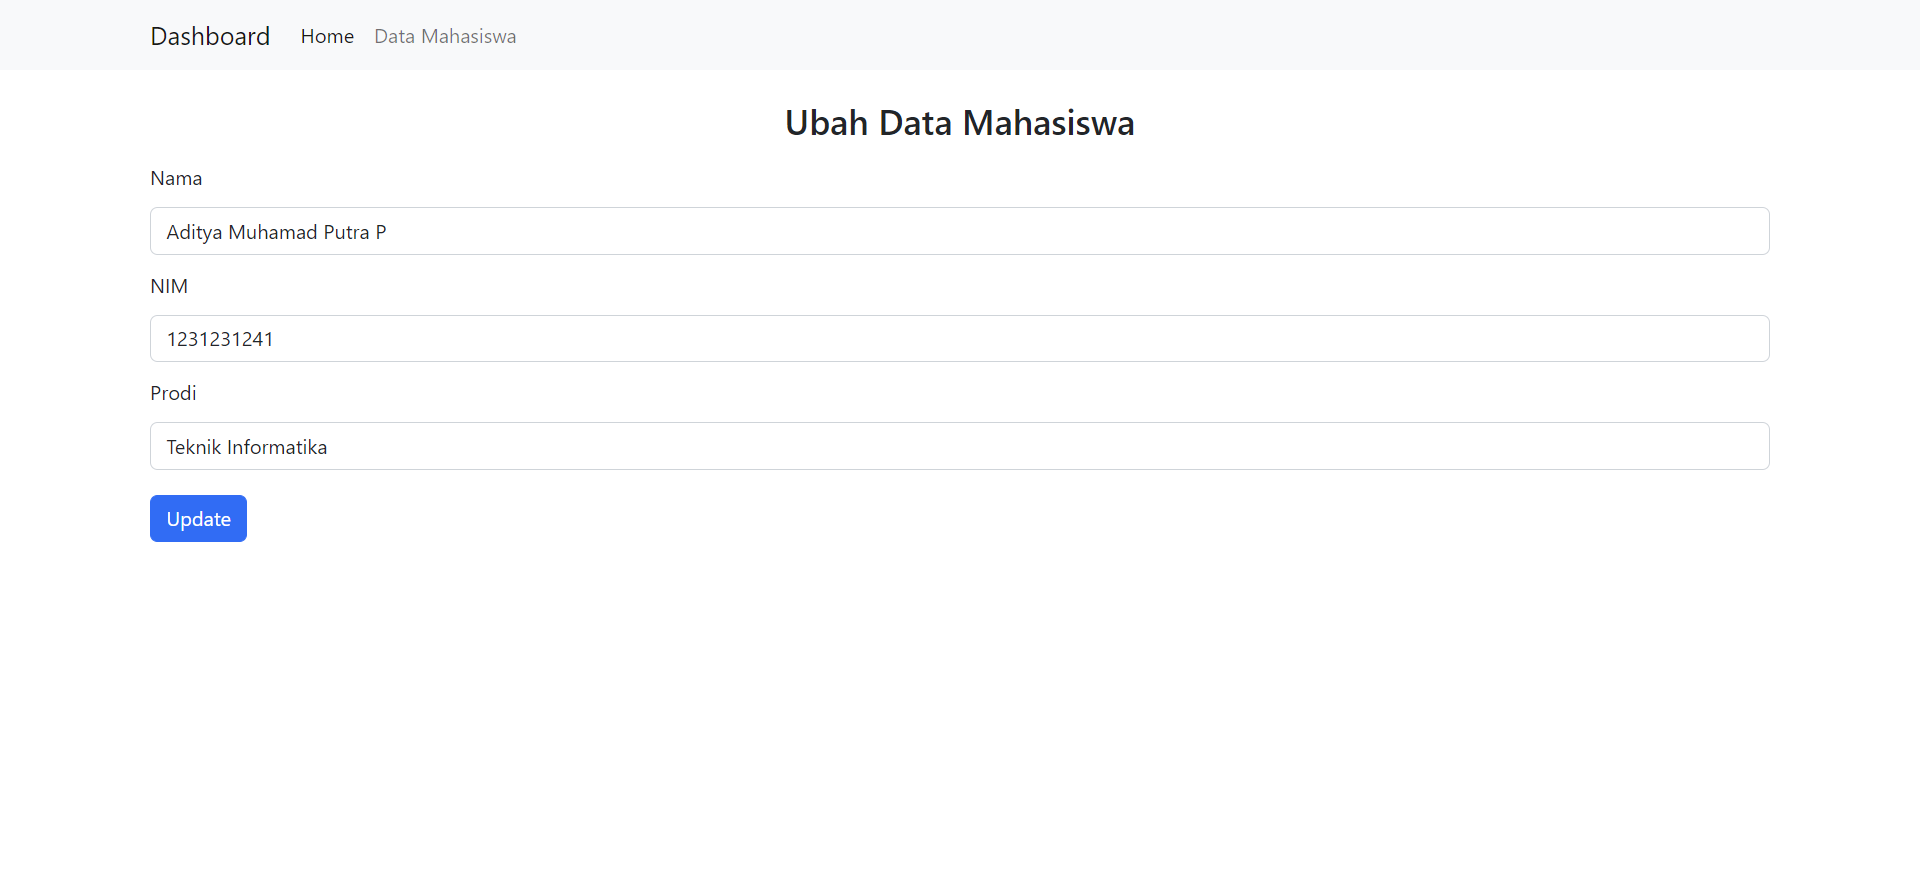 Dashboard Home Data Mahasiswa
Ubah Data Mahasiswa
Nama
Aditya Muhamad Putra P
NIM
1231231241
Prodi
Teknik Informatika
Update